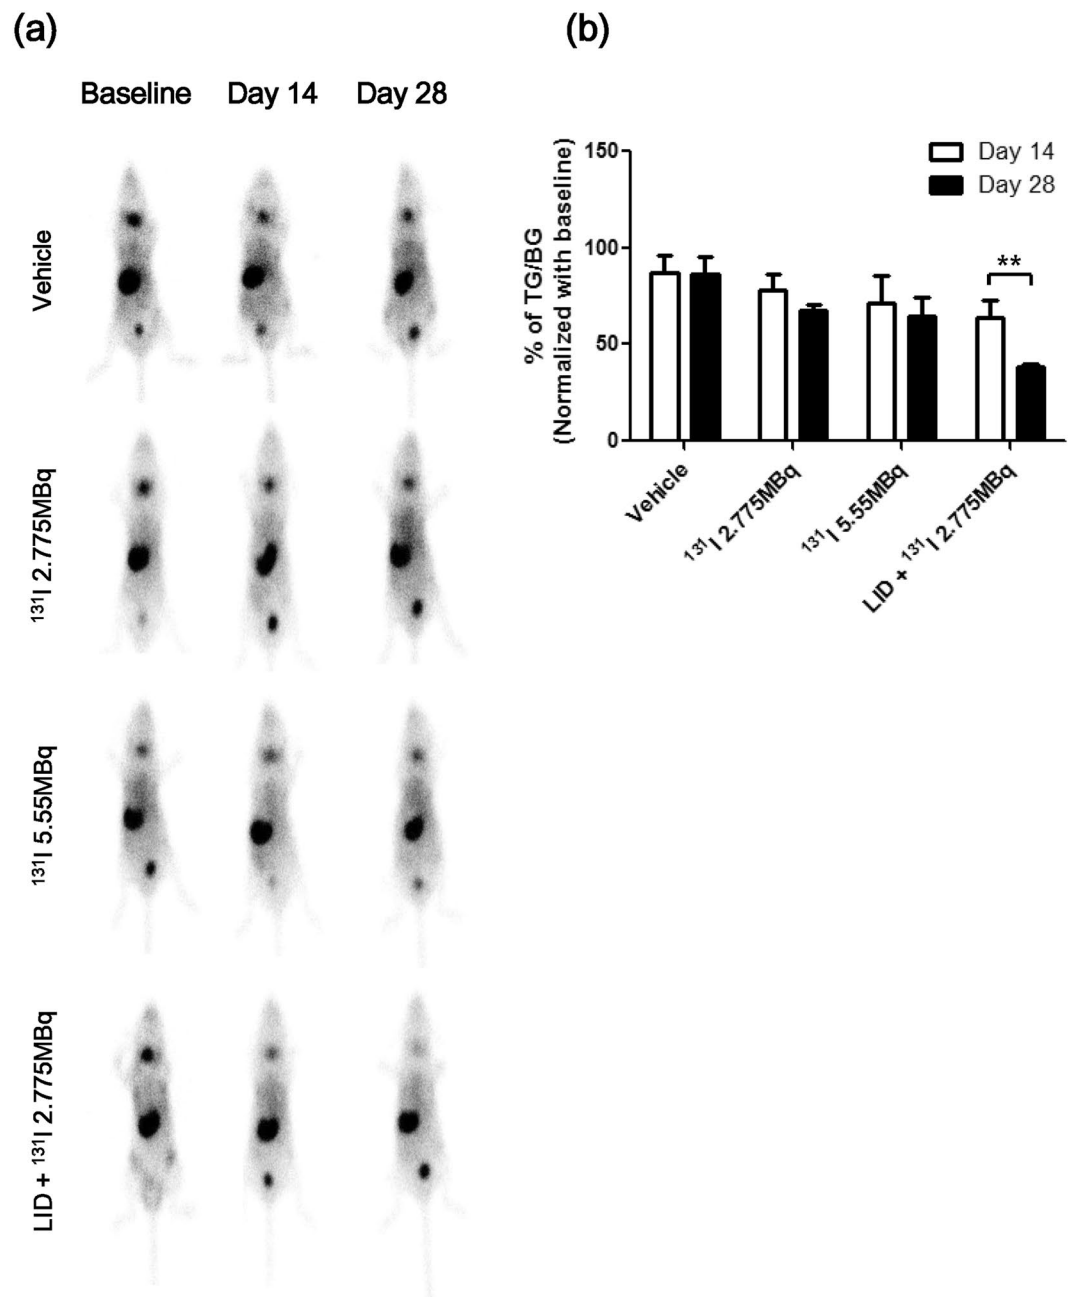 (a)
Baseline Day 14 Day 28
Vehicle
¹³¹I 2.775MBq
¹³¹I 5.55MBq
LID + ¹³¹I 2.775MBq
(b)
% of TG/BG
(Normalized with baseline)
150
100
50
0
Day 14
Day 28
**
Vehicle
¹³¹I 2.775MBq
¹³¹I 5.55MBq
LID + ¹³¹I 2.775MBq